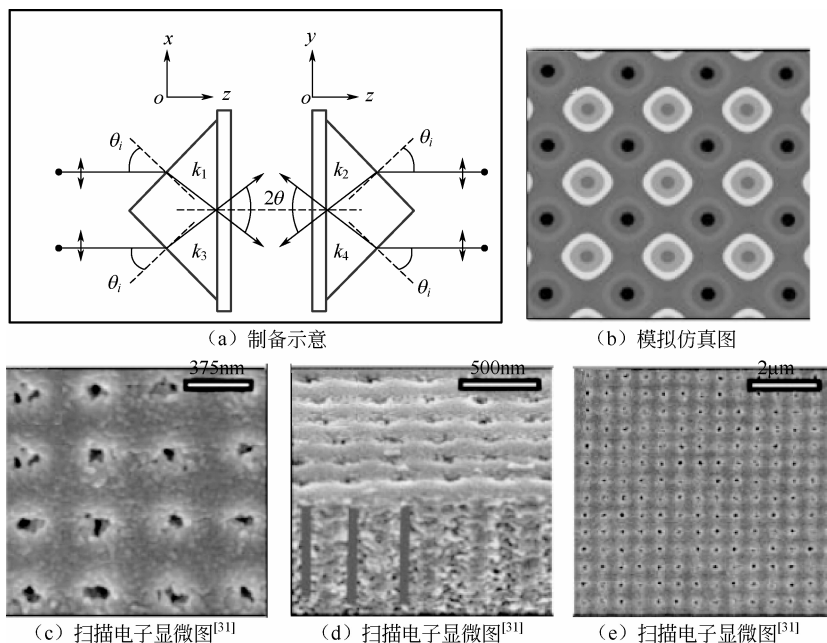 x
y
o
z
o
z
θi
k1
k2
θi
2θ
k3
k4
θi
θi
（a）制备示意
（b）模拟仿真图
375nm
500nm
2μm
（c）扫描电子显微图[31]
（d）扫描电子显微图[31]
（e）扫描电子显微图[31]